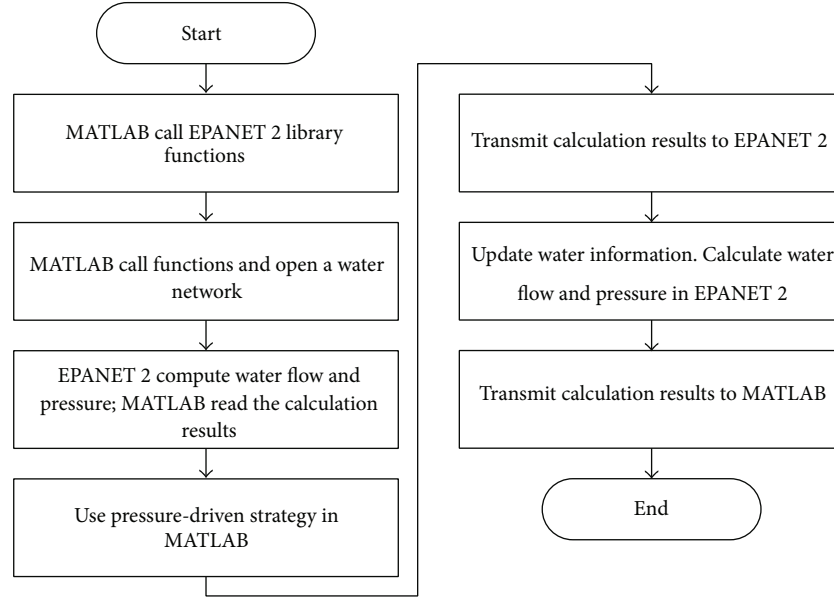 Start
MATLAB call EPANET 2 library
functions
MATLAB call functions and open a water
network
EPANET 2 compute water flow and
pressure; MATLAB read the calculation
results
Use pressure-driven strategy in
MATLAB
Transmit calculation results to EPANET 2
Update water information. Calculate water
flow and pressure in EPANET 2
Transmit calculation results to MATLAB
End